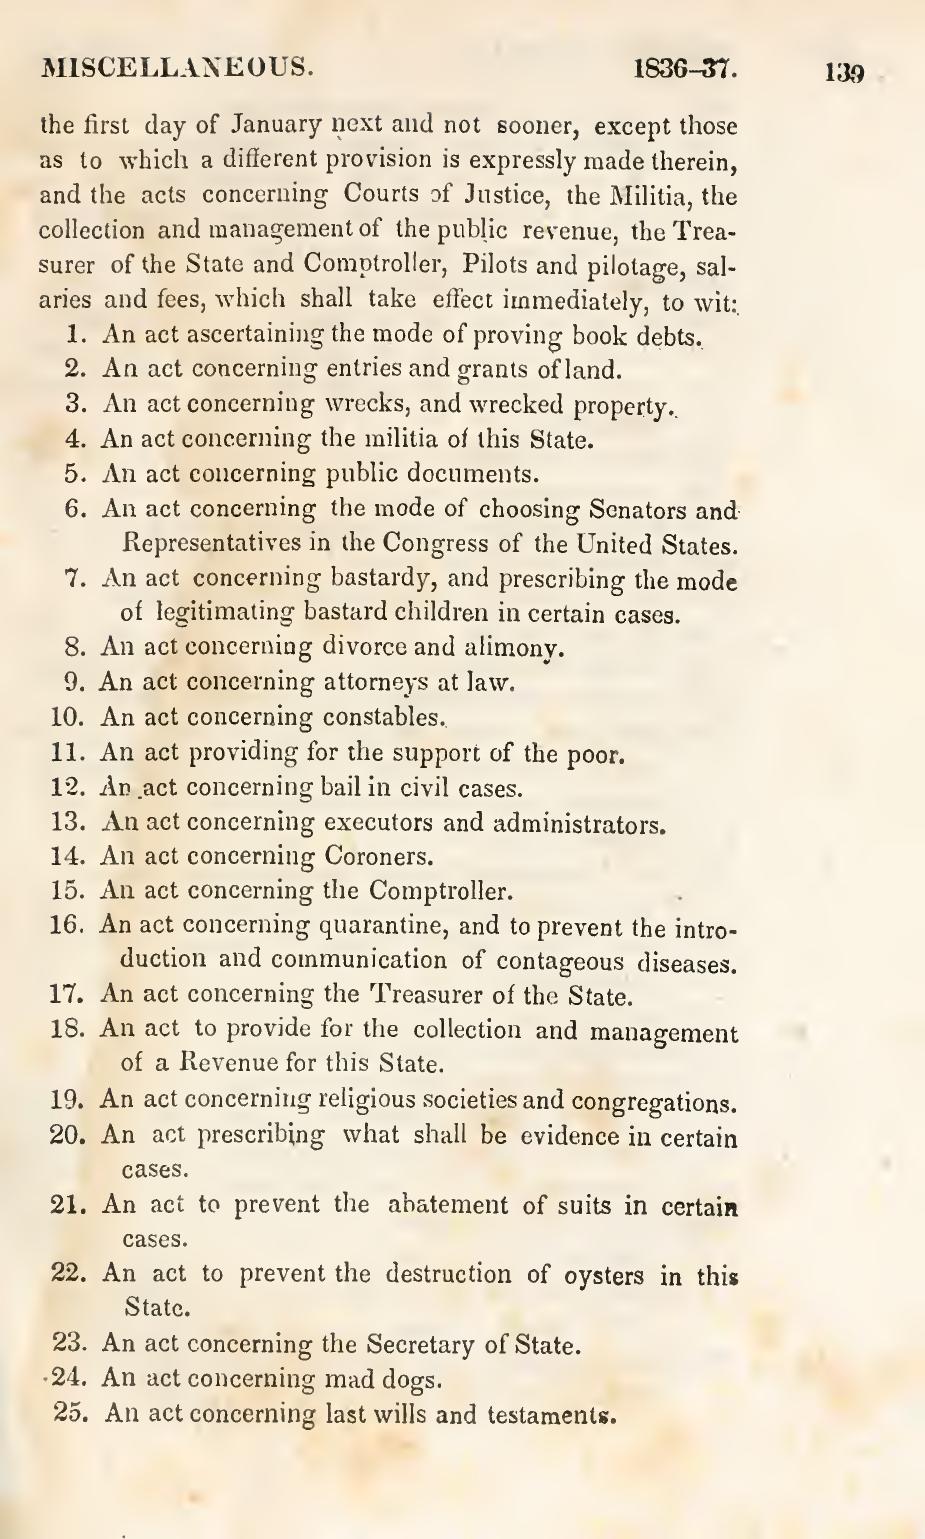 MISCELLANEOUS. 1836–37. 139
the first day of January next and not sooner, except those
as to which a different provision is expressly made therein,
and the acts concerning Courts of Justice, the Militia, the
collection and management of the public revenue, the Trea-
surer of the State and Comptroller, Pilots and pilotage, sal-
aries and fees, which shall take effect immediately, to wit:
1. An act ascertaining the mode of proving book debts.
2. An act concerning entries and grants of land.
3. An act concerning wrecks, and wrecked property.
4. An act concerning the militia of this State.
5. An act concerning public documents.
6. An act concerning the mode of choosing Senators and
Representatives in the Congress of the United States.
7. An act concerning bastardy, and prescribing the mode
of legitimating bastard children in certain cases.
8. An act concerning divorce and alimony.
9. An act concerning attorneys at law.
10. An act concerning constables.
11. An act providing for the support of the poor.
12. An act concerning bail in civil cases.
13. An act concerning executors and administrators.
14. An act concerning Coroners.
15. An act concerning the Comptroller.
16. An act concerning quarantine, and to prevent the intro-
duction and communication of contageous diseases.
17. An act concerning the Treasurer of the State.
18. An act to provide for the collection and management
of a Revenue for this State.
19. An act concerning religious societies and congregations.
20. An act prescribing what shall be evidence in certain
cases.
21. An act to prevent the abatement of suits in certain
cases.
22. An act to prevent the destruction of oysters in this
State.
23. An act concerning the Secretary of State.
24. An act concerning mad dogs.
25. An act concerning last wills and testaments.